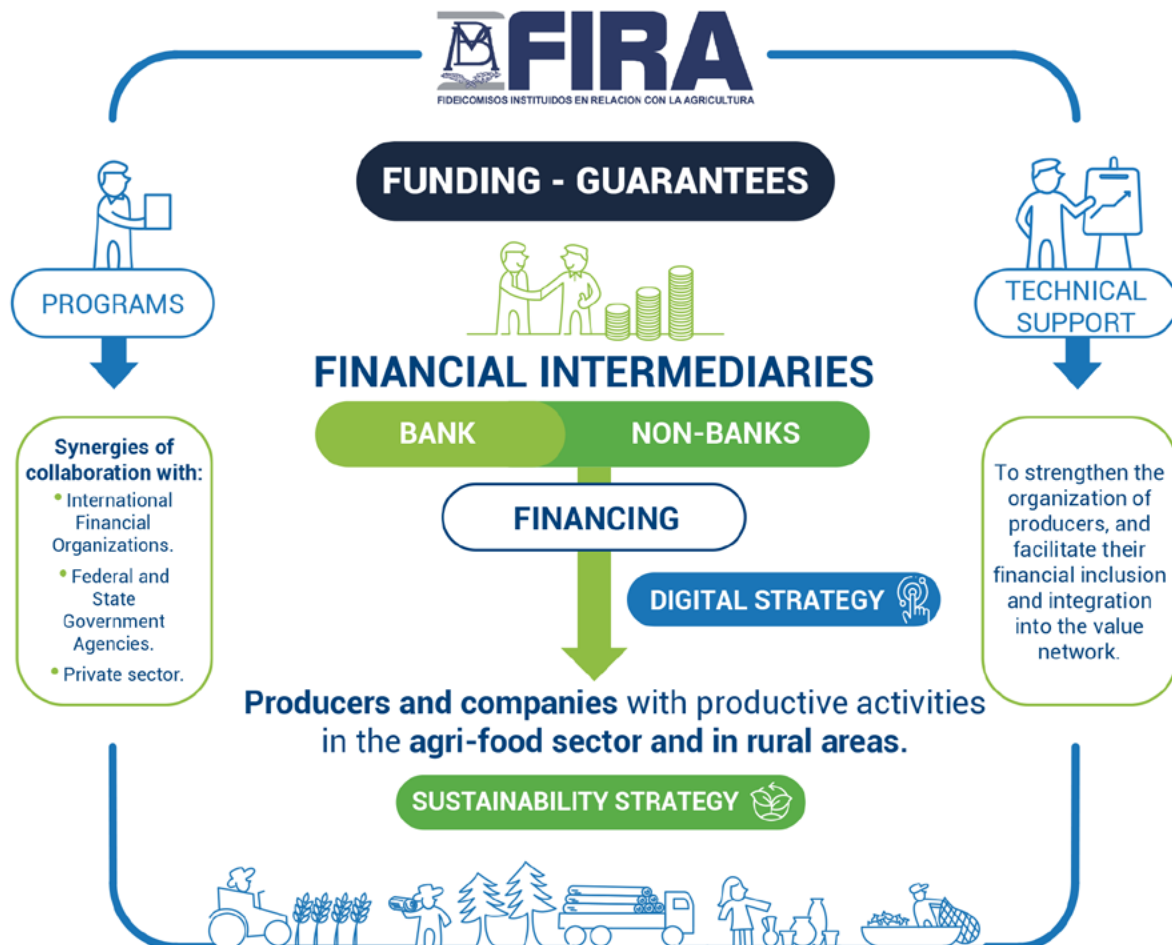 FIRA
FIDEICOMISOS INSTITUIDOS EN RELACION CON LA AGRICULTURA
FUNDING - GUARANTEES
PROGRAMS
Synergies of
collaboration with:
• International
Financial
Organizations.
• Federal and
State
Government
Agencies.
• Private sector.
FINANCIAL INTERMEDIARIES
BANK
NON-BANKS
FINANCING
DIGITAL STRATEGY
Producers and companies with productive activities
in the agri-food sector and in rural areas.
SUSTAINABILITY STRATEGY
TECHNICAL
SUPPORT
To strengthen the
organization of
producers, and
facilitate their
financial inclusion
and integration
into the value
network.